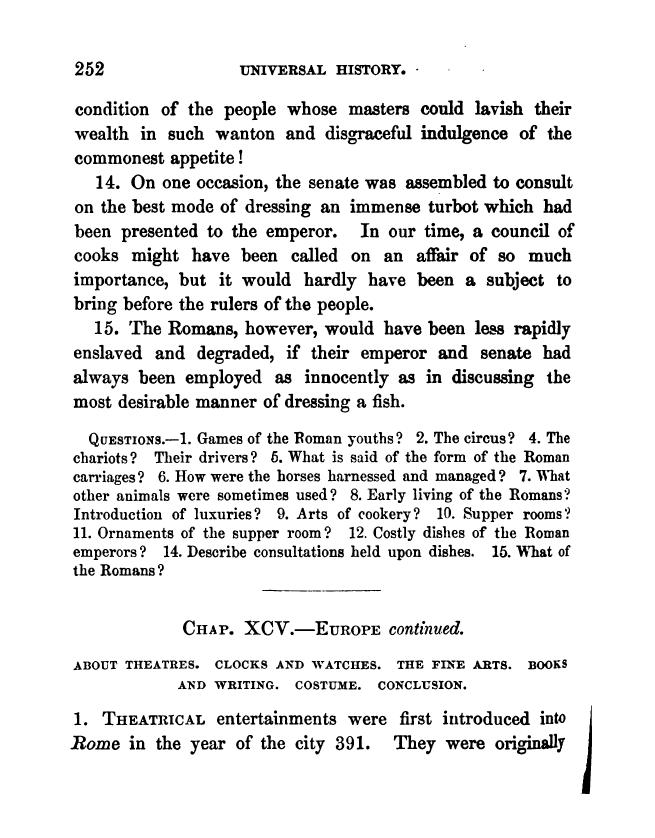 252 UNIVERSAL HISTORY.
condition of the people whose masters could lavish their
wealth in such wanton and disgraceful indulgence of the
commonest appetite!
14. On one occasion, the senate was assembled to consult
on the best mode of dressing an immense turbot which had
been presented to the emperor. In our time, a council of
cooks might have been called on an affair of so much
importance, but it would hardly have been a subject to
bring before the rulers of the people.
15. The Romans, however, would have been less rapidly
enslaved and degraded, if their emperor and senate had
always been employed as innocently as in discussing the
most desirable manner of dressing a fish.
QUESTIONS.—1. Games of the Roman youths? 2. The circus? 4. The
chariots? Their drivers? 5. What is said of the form of the Roman
carriages? 6. How were the horses harnessed and managed? 7. What
other animals were sometimes used? 8. Early living of the Romans?
Introduction of luxuries? 9. Arts of cookery? 10. Supper rooms?
11. Ornaments of the supper room? 12. Costly dishes of the Roman
emperors? 14. Describe consultations held upon dishes. 15. What of
the Romans?
CHAP. XCV.—EUROPE continued.
ABOUT THEATRES. CLOCKS AND WATCHES. THE FINE ARTS. BOOKS
AND WRITING. COSTUME. CONCLUSION.
1. THEATRICAL entertainments were first introduced into
Rome in the year of the city 391. They were originally